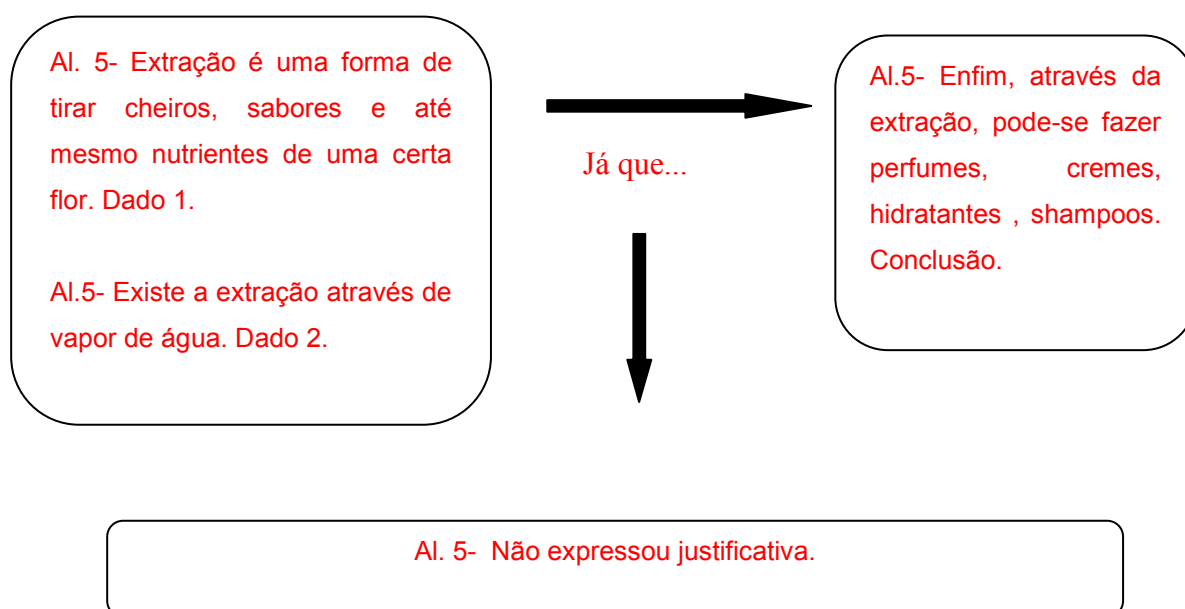 Al. 5- Extração é uma forma de
tirar cheiros, sabores e até
mesmo nutrientes de uma certa
flor. Dado 1.
Al.5- Existe a extração através de
vapor de água. Dado 2.
Já que...
Al.5- Enfim, através da
extração, pode-se fazer
perfumes, cremes,
hidratantes , shampoos.
Conclusão.
Al. 5- Não expressou justificativa.